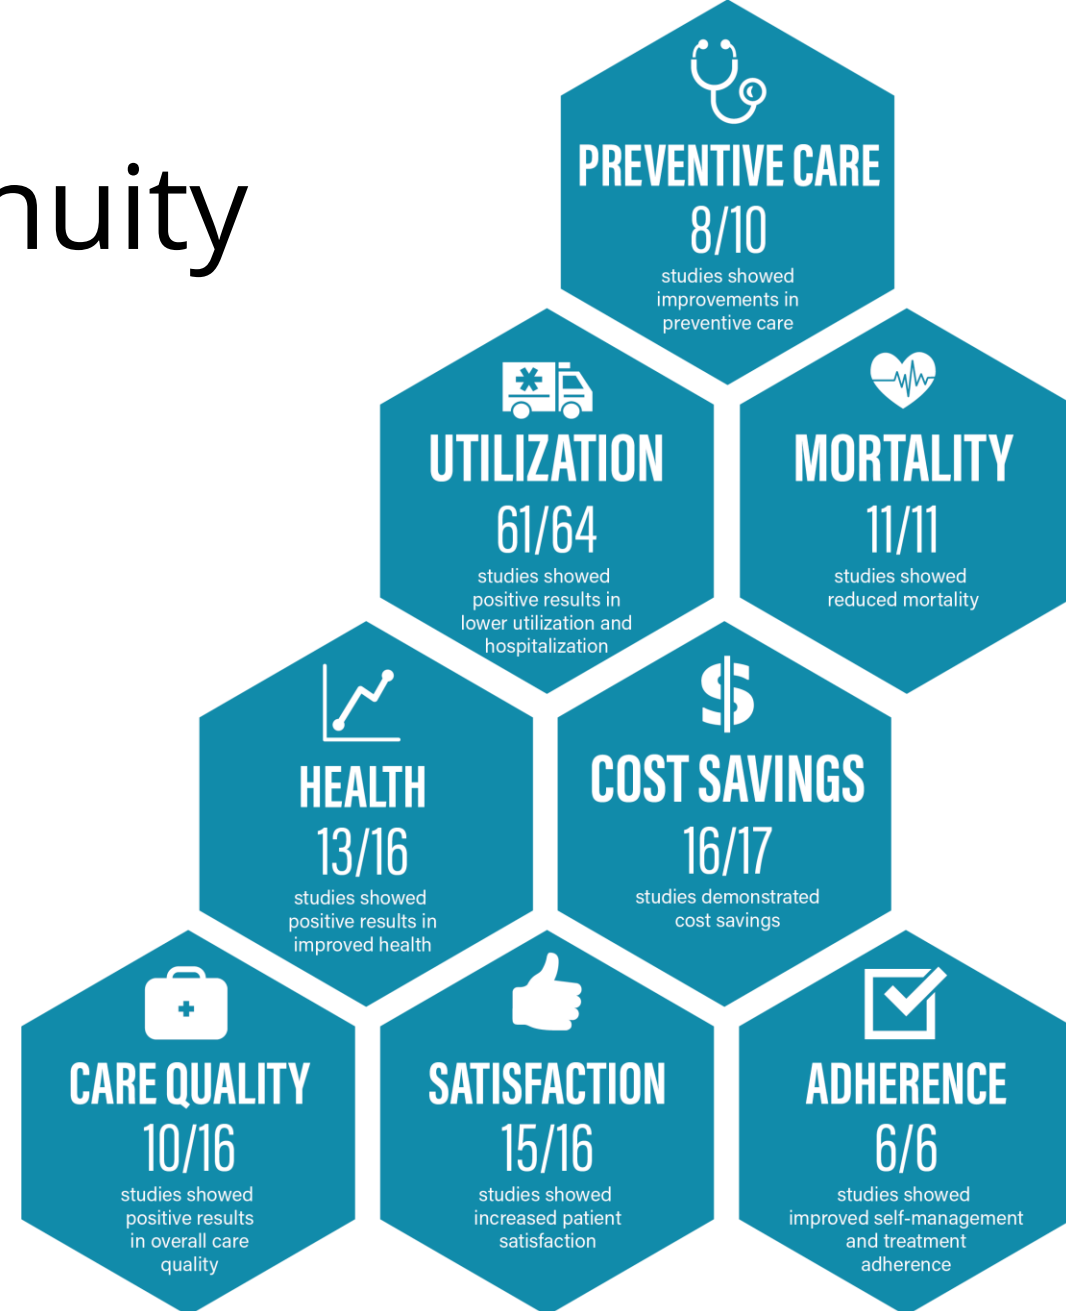 nuity
PREVENTIVE CARE
8/10
studies showed
improvements in
preventive care
UTILIZATION
61/64
studies showed
positive results in
lower utilization and
hospitalization
MORTALITY
11/11
studies showed
reduced mortality
HEALTH
13/16
studies showed
positive results in
improved health
COST SAVINGS
16/17
studies demonstrated
cost savings
CARE QUALITY
10/16
studies showed
positive results
in overall care
quality
SATISFACTION
15/16
studies showed
increased patient
satisfaction
ADHERENCE
6/6
studies showed
improved self-management
and treatment
adherence